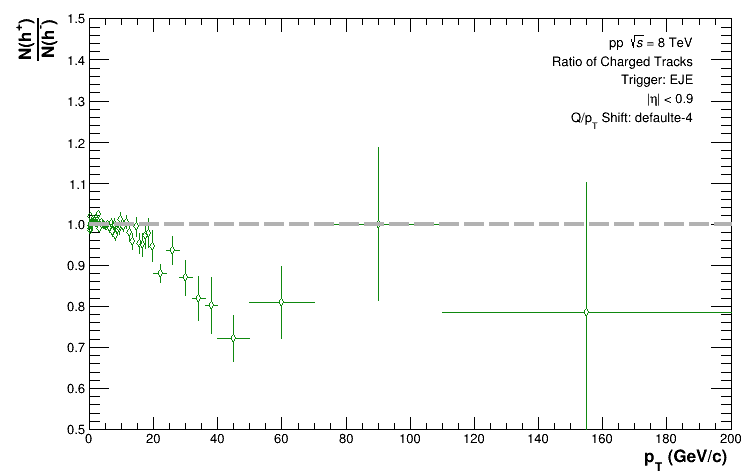 N(h⁺)
N(h⁻)
1.5
1.4
1.3
1.2
1.1
1.0
0.9
0.8
0.7
0.6
0.5
pp √s = 8 TeV
Ratio of Charged Tracks
Trigger: EJE
|η| < 0.9
Q/p_T Shift: defaulte-4
0 20 40 60 80 100 120 140 160 180 200
p_T (GeV/c)